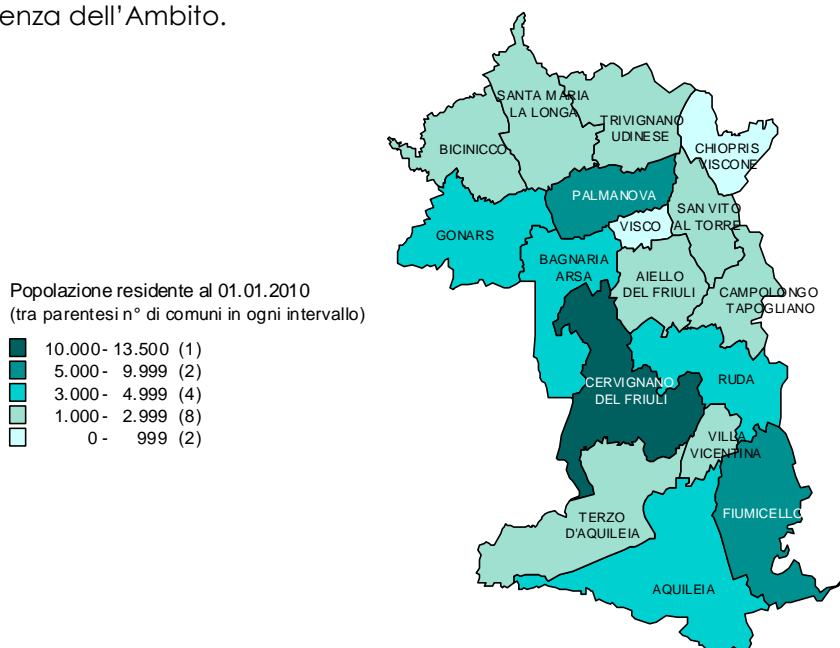 enza dell'Ambito.
SANTA MARIA
LA LONGA
TRIVIGNANO
UDINESE
BICINICCO
CHIOPRIS
VISCONE
PALMANOVA
SAN VITO
AL TORRE
VISCO
GONARS
BAGNARIA
ARSA
AIELLO
DEL FRIULI
CAMPOLONGO
TAPOGLIANO
Popolazione residente al 01.01.2010
(tra parentesi n° di comuni in ogni intervallo)
10.000 - 13.500 (1)
5.000 - 9.999 (2)
3.000 - 4.999 (4)
1.000 - 2.999 (8)
0 - 999 (2)
CERVIGNANO
DEL FRIULI
RUDA
VILLA
VICENTINA
TERZO
D'AQUILEIA
FIUMICELLO
AQUILEIA